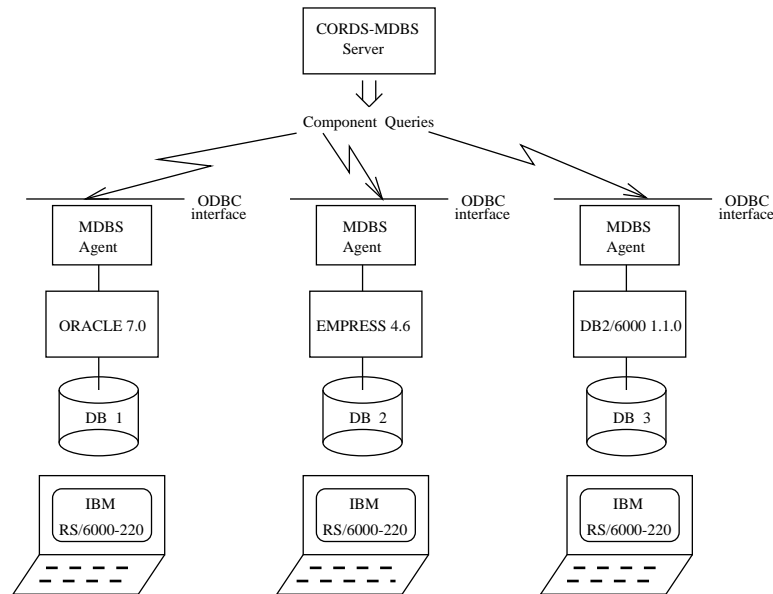 CORDS-MDBS
Server
Component Queries
ODBC
interface
ODBC
interface
ODBC
interface
MDBS
Agent
MDBS
Agent
MDBS
Agent
ORACLE 7.0
EMPRESS 4.6
DB2/6000 1.1.0
DB 1
DB 2
DB 3
IBM
RS/6000-220
IBM
RS/6000-220
IBM
RS/6000-220